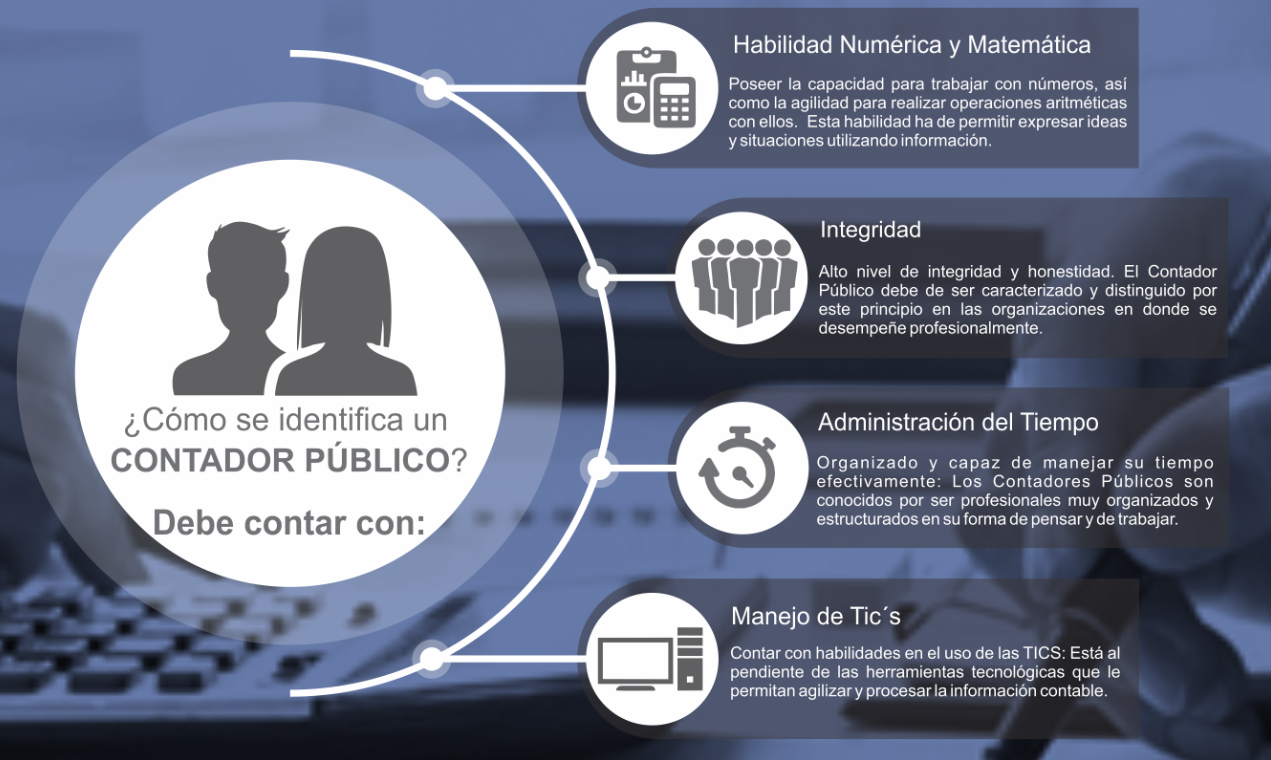 ¿Cómo se identifica un
CONTADOR PÚBLICO?
Debe contar con:
Habilidad Numérica y Matemática
Poseer la capacidad para trabajar con números, así
como la agilidad para realizar operaciones aritméticas
con ellos. Esta habilidad ha de permitir expresar ideas
y situaciones utilizando información.
Integridad
Alto nivel de integridad y honestidad. El Contador
Público debe de ser caracterizado y distinguido por
este principio en las organizaciones en donde se
desempeñe profesionalmente.
Administración del Tiempo
Organizado y capaz de manejar su tiempo
efectivamente: Los Contadores Públicos son
conocidos por ser profesionales muy organizados y
estructurados en su forma de pensar y de trabajar.
Manejo de Tic´s
Contar con habilidades en el uso de las TICS: Está al
pendiente de las herramientas tecnológicas que le
permitan agilizar y procesar la información contable.